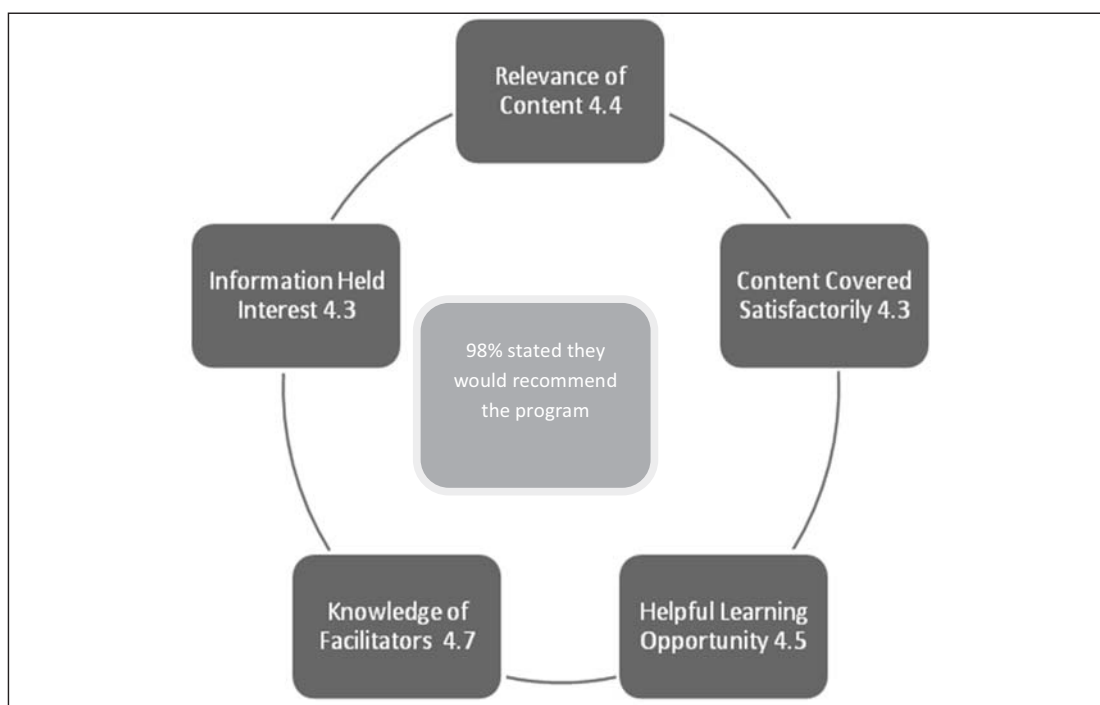 Relevance of
Content 4.4
Information Held
Interest 4.3
Content Covered
Satisfactorily 4.3
98% stated they
would recommend
the program
Knowledge of
Facilitators 4.7
Helpful Learning
Opportunity 4.5